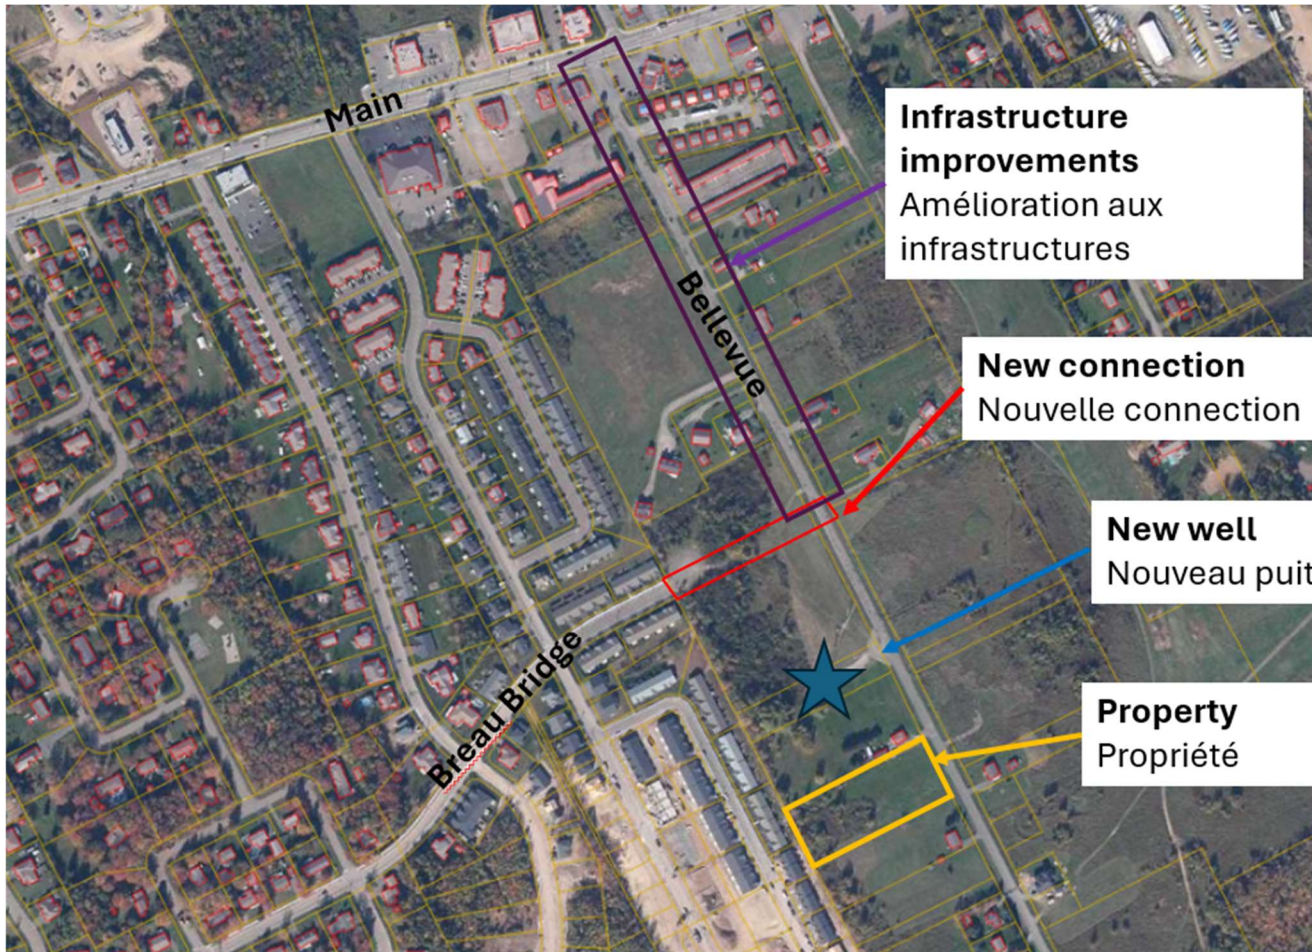 Main
Infrastructure
improvements
Amélioration aux
infrastructures
Bellevue
New connection
Nouvelle connection
New well
Nouveau puit
Breau Bridge
Property
Propriété